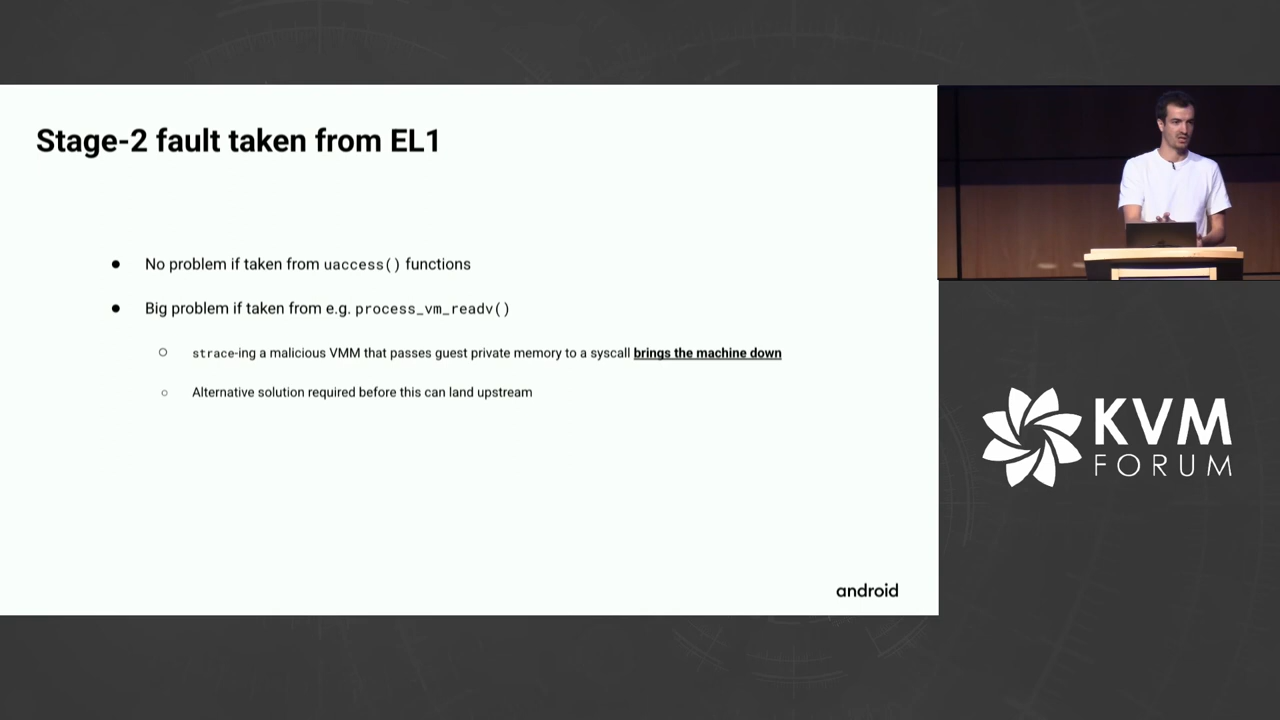 Stage-2 fault taken from EL1
● No problem if taken from uaccess() functions
● Big problem if taken from e.g. process_vm_readv()
○ strace-ing a malicious VMM that passes guest private memory to a syscall brings the machine down
○ Alternative solution required before this can land upstream
android
KVM
FORUM